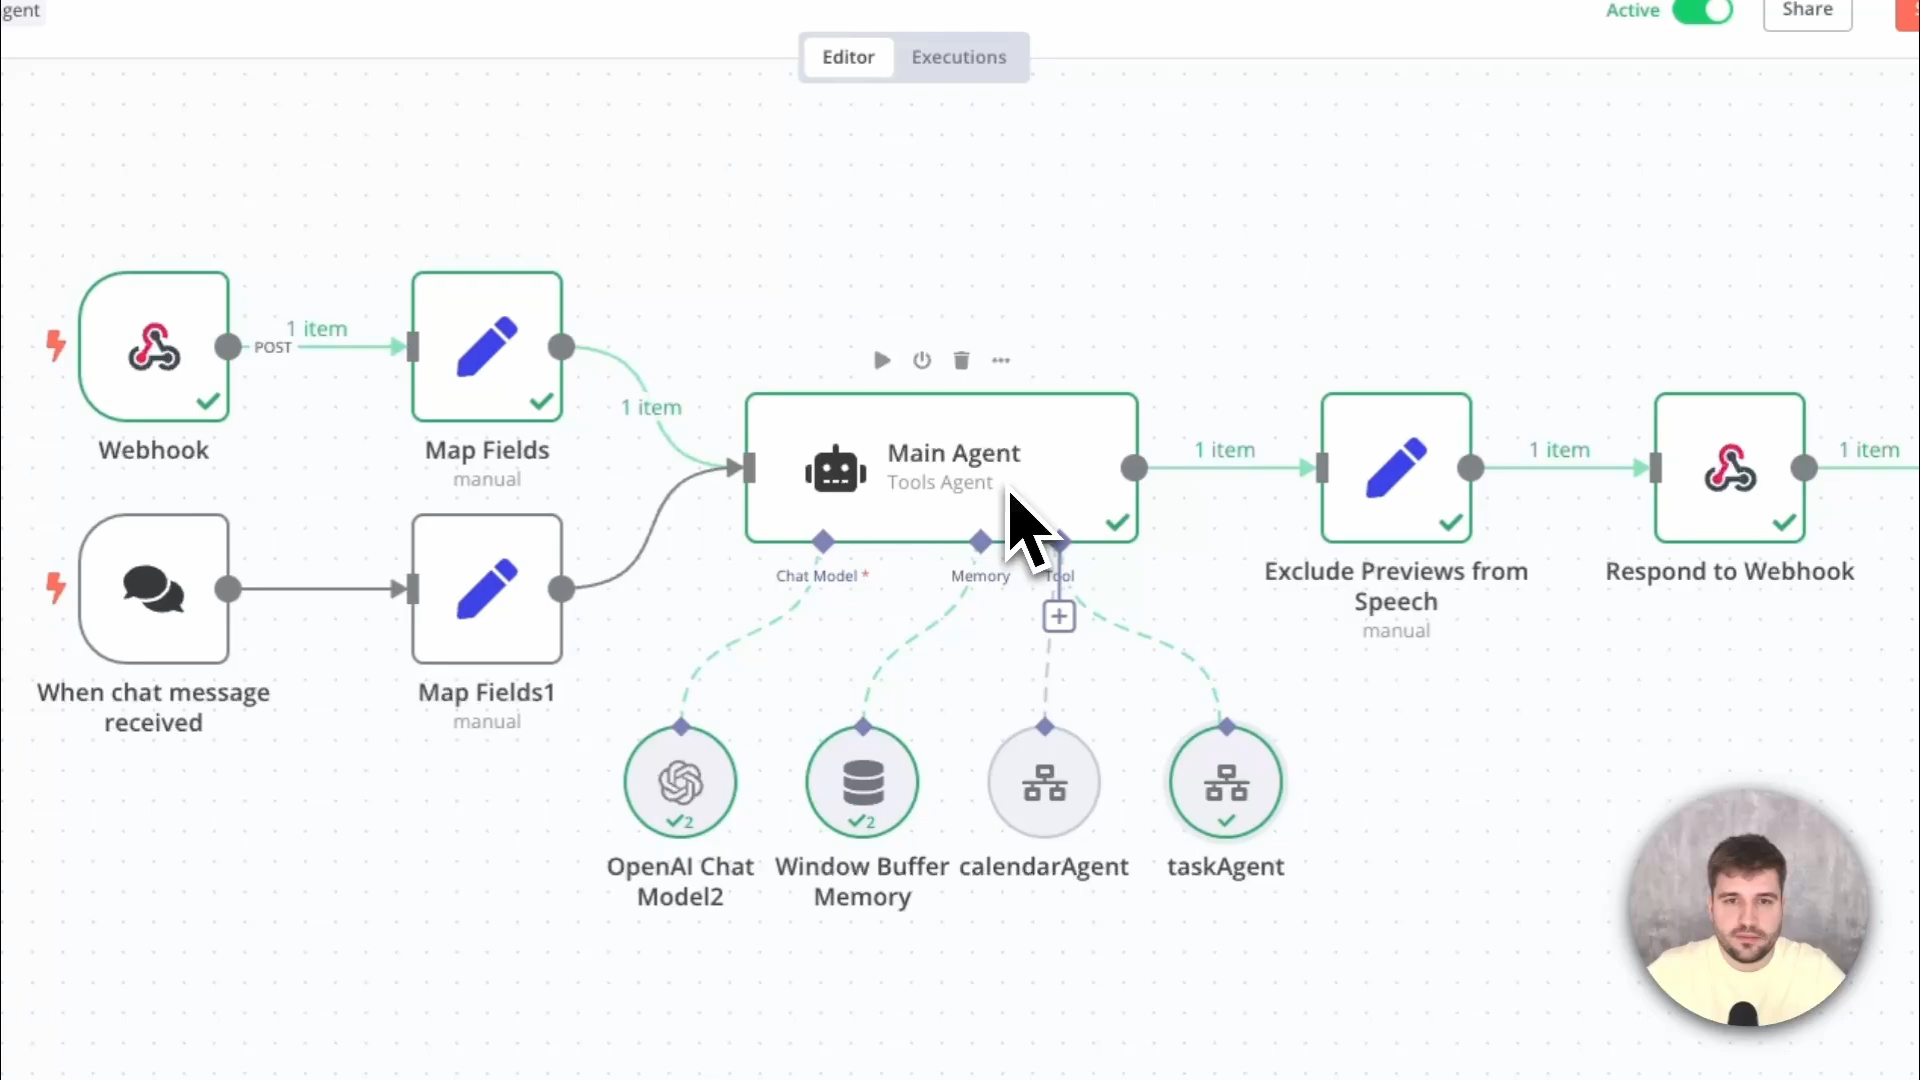 gent
Active
Share
Editor
Executions
1 item
POST
1 item
Webhook
Map Fields
manual
Main Agent
Tools Agent
1 item
1 item
1 item
Chat Model *
Memory
Tool
Exclude Previews from
Speech
manual
Respond to Webhook
When chat message
received
Map Fields1
manual
2
2
OpenAI Chat
Model2
Window Buffer
Memory
calendarAgent
taskAgent